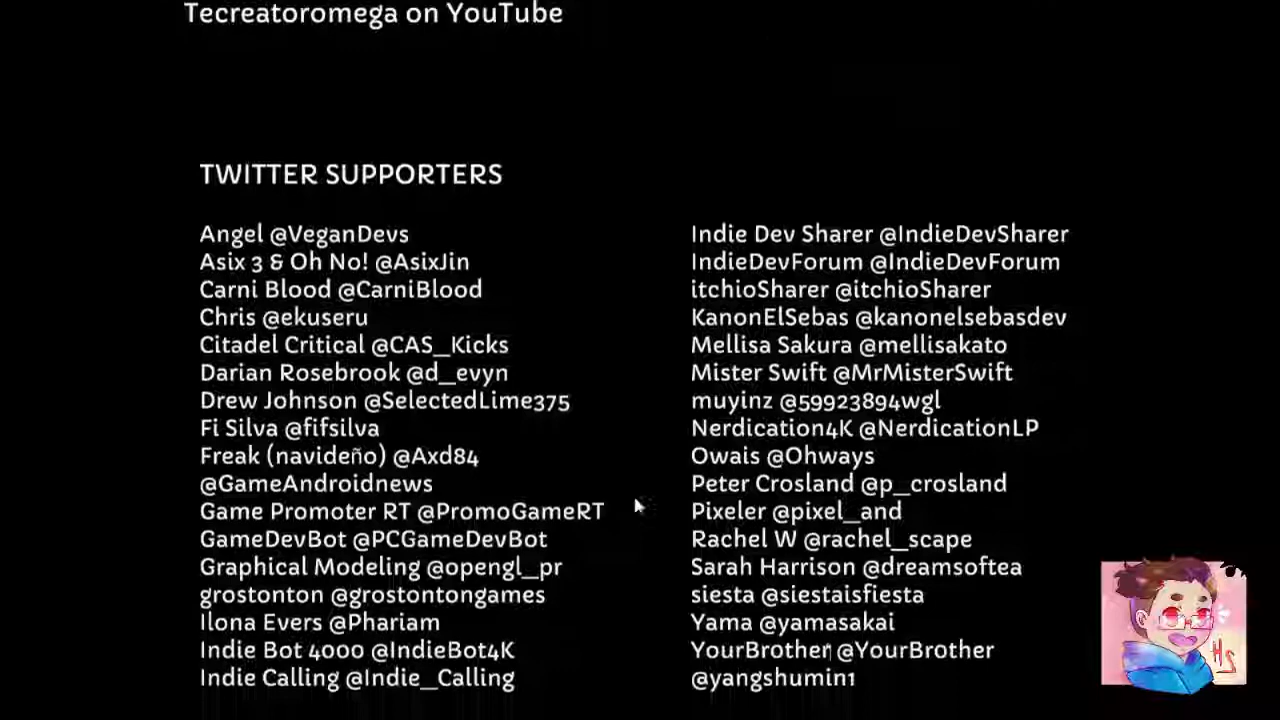 Tecreatoromega on YouTube
TWITTER SUPPORTERS
Angel @VeganDevs
Asix 3 & Oh No! @AsixJin
Carni Blood @CarniBlood
Chris @ekuseru
Citadel Critical @CAS_Kicks
Darian Rosebrook @d_evyn
Drew Johnson @SelectedLime375
Fi Silva @fifsilva
Freak (navideño) @Axd84
@GameAndroidnews
Game Promoter RT @PromoGameRT
GameDevBot @PCGameDevBot
Graphical Modeling @opengl_pr
grostonton @grostontongames
Ilona Evers @Phariam
Indie Bot 4000 @IndieBot4K
Indie Calling @Indie_Calling
Indie Dev Sharer @IndieDevSharer
IndieDevForum @IndieDevForum
itchioSharer @itchioSharer
KanonElSebas @kanonelsebasdev
Mellisa Sakura @mellisakato
Mister Swift @MrMisterSwift
muyinz @59923894wgl
Nerdication4K @NerdicationLP
Owais @Ohways
Peter Crosland @p_crosland
Pixeler @pixel_and
Rachel W @rachel_scape
Sarah Harrison @dreamsoftea
siesta @siestaisfiesta
Yama @yamasakai
YourBrother @YourBrother
@yangshumin1